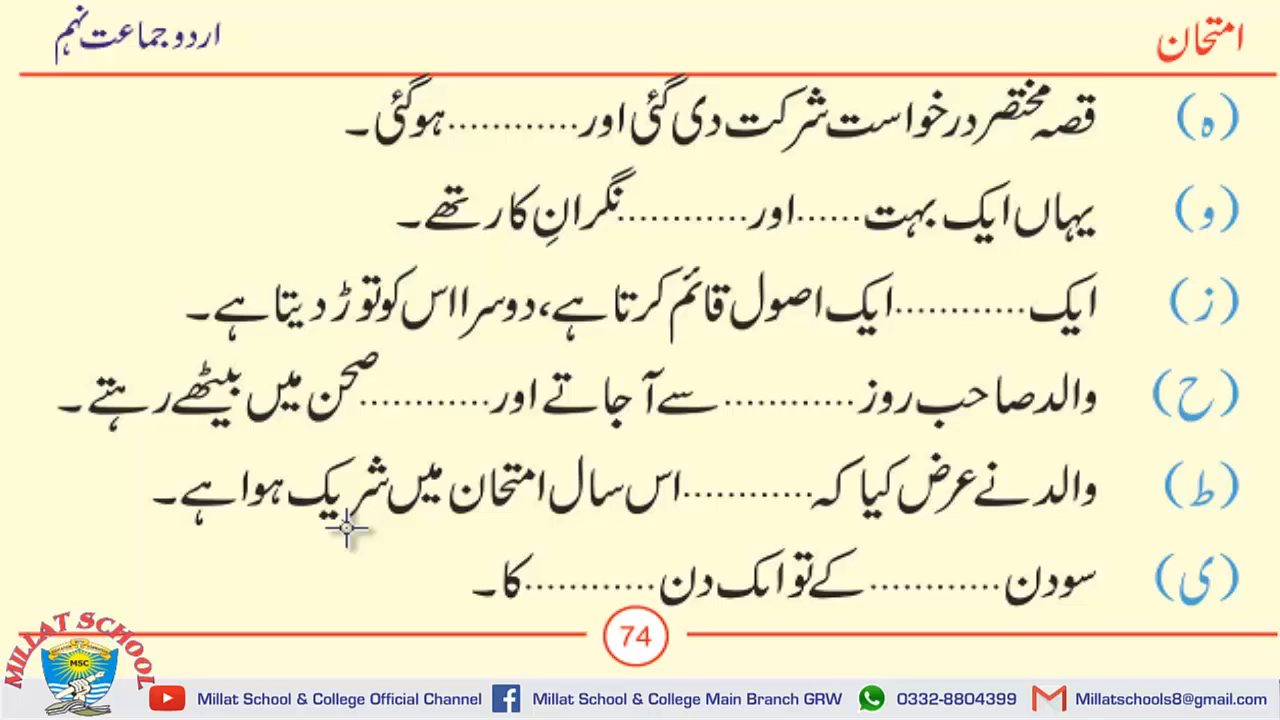 امتحان
اردو جماعت نہم
(ہ) قصہ مختصر درخواست شرکت دی گئی اور............ہوگئی۔
(و) یہاں ایک بہت......اور............نگرانِ کار تھے۔
(ز) ایک ............ایک اصول قائم کرتا ہے، دوسرا اس کو توڑ دیتا ہے۔
(ح) والد صاحب روز ............ سے آ جاتے اور............صحن میں بیٹھے رہتے۔
(ط) والد نے عرض کیا کہ ............اس سال امتحان میں شریک ہوا ہے۔
(ی) سو دن ............کے تو ایک دن ............کا۔
74
MILLAT SCHOOL
MSC
Millat School & College Official Channel
Millat School & College Main Branch GRW
0332-8804399
Millatschools8@gmail.com